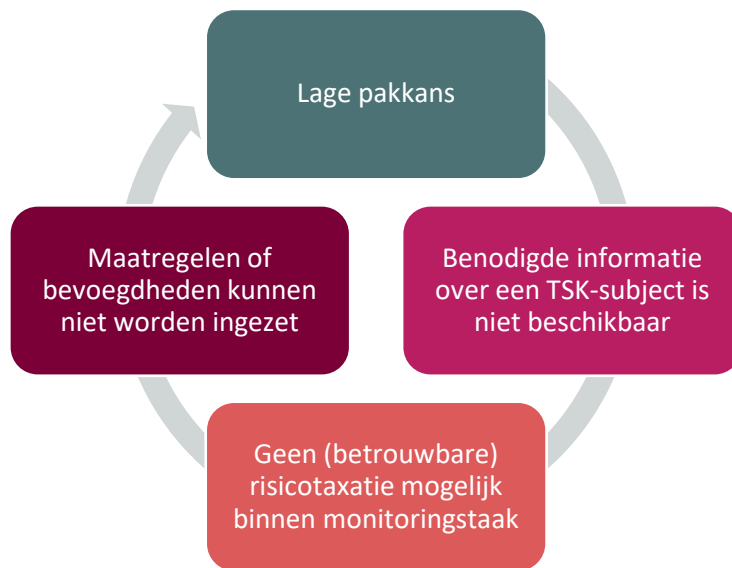 Lage pakkans
Benodigde informatie
over een TSK-subject is
niet beschikbaar
Geen (betrouwbare)
risicotaxatie mogelijk
binnen monitoringstaak
Maatregelen of
bevoegdheden kunnen
niet worden ingezet